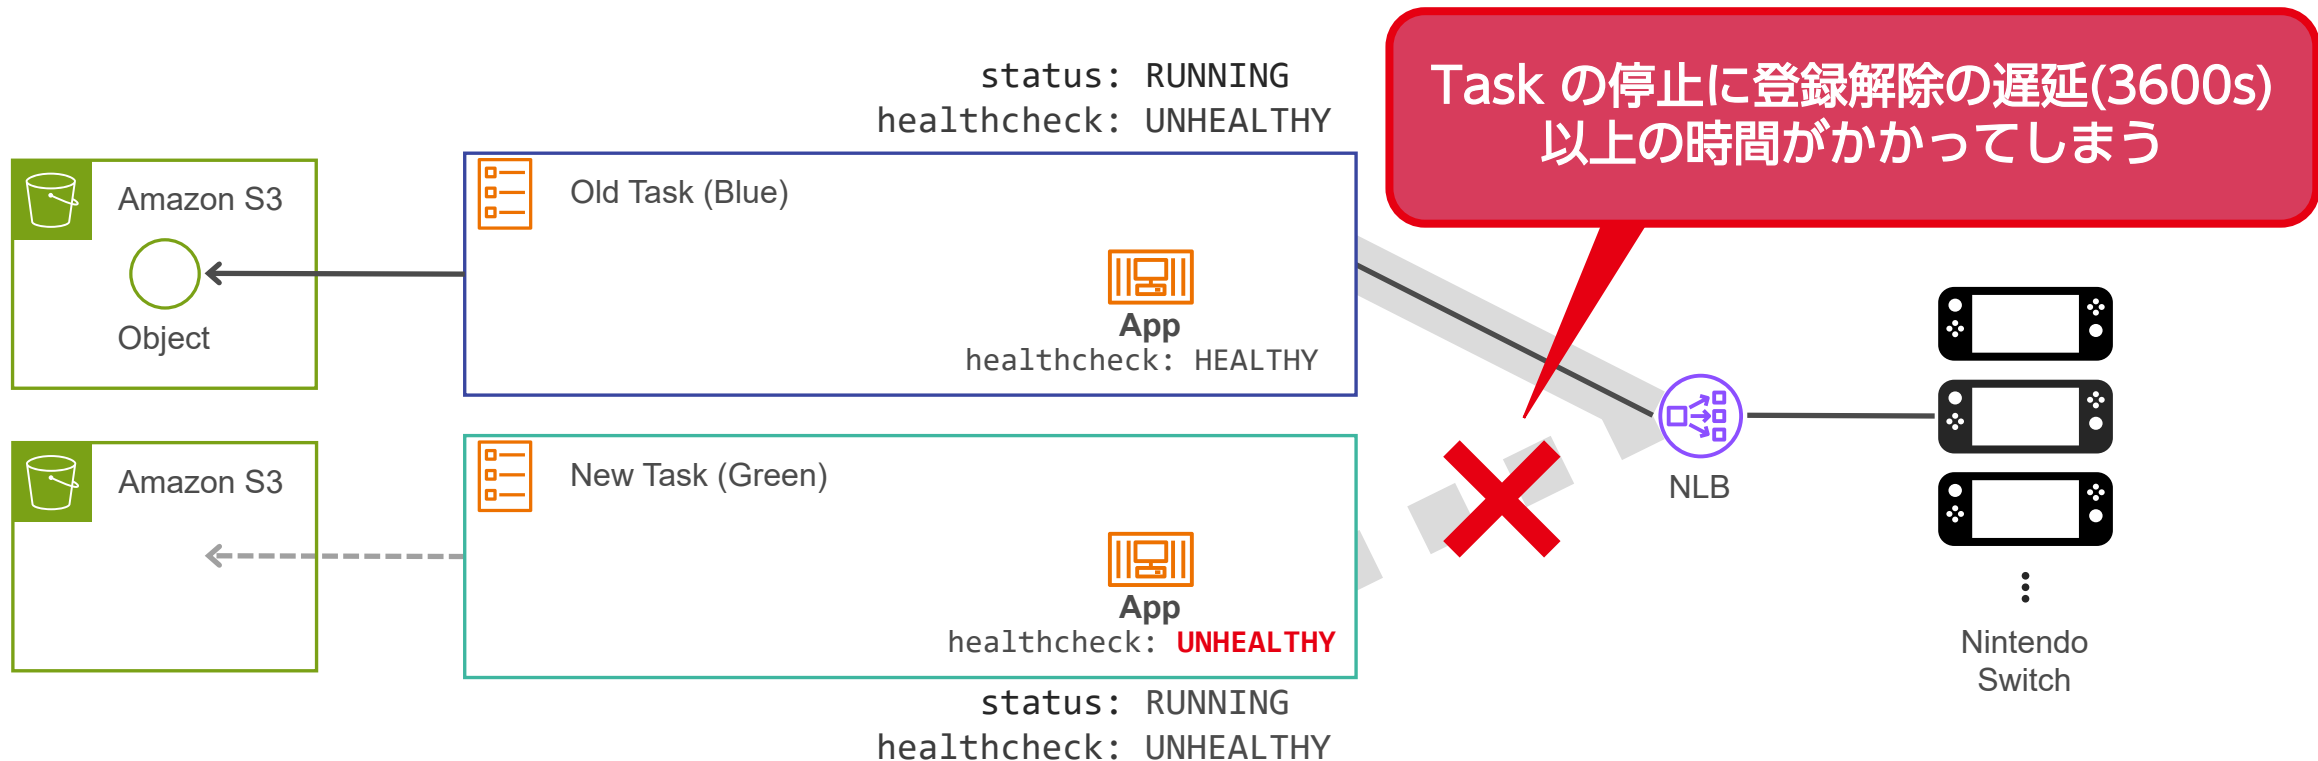 status: RUNNING
healthcheck: UNHEALTHY
Task の停止に登録解除の遅延(3600s)
以上の時間がかかってしまう
Amazon S3
Object
Old Task (Blue)
App
healthcheck: HEALTHY
Amazon S3
New Task (Green)
App
healthcheck: UNHEALTHY
status: RUNNING
healthcheck: UNHEALTHY
NLB
Nintendo
Switch